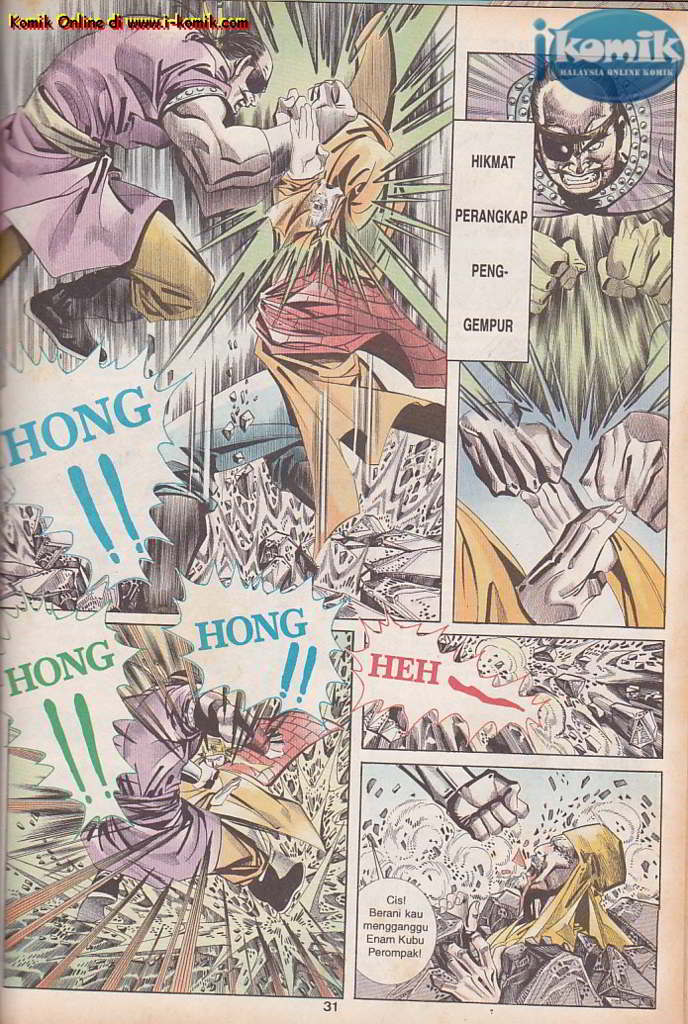 Komik Online di www.i-komik.com
ikomik
MALAYSIA ONLINE KOMIK
HIKMAT
PERANGKAP
PENG-
GEMPUR
HONG
!!
HONG
!!
HONG
!!
HEH
Cis!
Berani kau
mengganggu
Enam Kubu
Perompak!
31